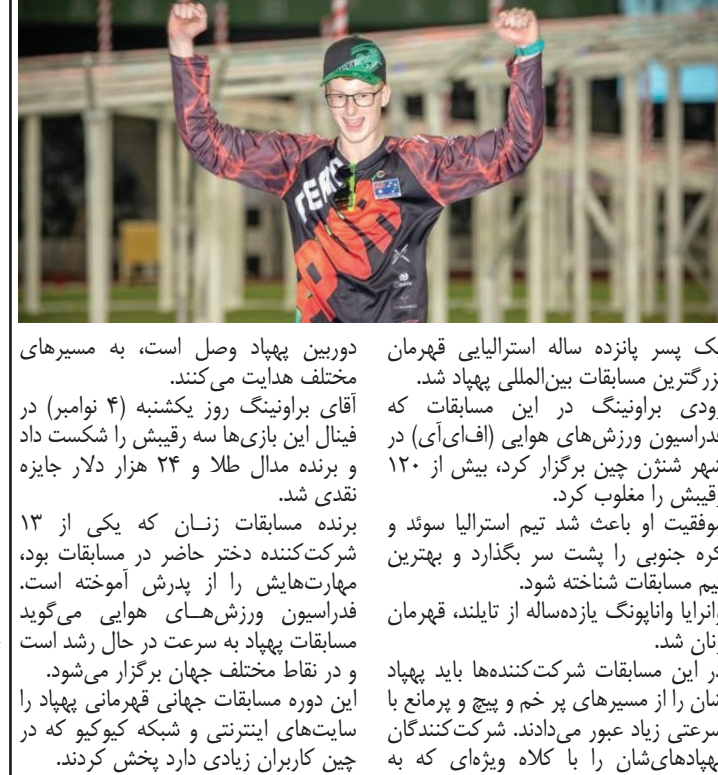 یک پسر پانزده ساله استرالیایی قهرمان
بزرگترین مسابقات بین‌المللی پهپاد شد.
رودی براونینگ در این مسابقات که
فدراسیون ورزش‌های هوایی (اف‌ای‌آی) در
شهر شنژن چین برگزار کرد، بیش از ۱۲۰
رقیبش را مغلوب کرد.
موفقیت او باعث شد تیم استرالیا سوئد و
کره جنوبی را پشت سر بگذارد و بهترین
تیم مسابقات شناخته شود.
وانرایا واناپونگ یازده‌ساله از تایلند، قهرمان
زنان شد.
در این مسابقات شرکت‌کننده‌ها باید پهپاد
شان را از مسیرهای پر خم و پیچ و پرمانع با
سرعتی زیاد عبور می‌دادند. شرکت‌کنندگان
پهپادهای‌شان را با کلاه ویژه‌ای که به
دوربین پهپاد وصل است، به مسیرهای
مختلف هدایت می‌کنند.
آقای براونینگ روز یکشنبه (۴ نوامبر) در
فینال این بازی‌ها سه رقیبش را شکست داد
و برنده مدال طلا و ۲۴ هزار دلار جایزه
نقدی شد.
برنده مسابقات زنـان که یکی از ۱۳
شرکت‌کننده دختر حاضر در مسابقات بود،
مهارت‌هایش را از پدرش آموخته است.
فدراسیون ورزش‌هــای هوایی می‌گوید
مسابقات پهپاد به سرعت در حال رشد است
و در نقاط مختلف جهان برگزار می‌شود.
این دوره مسابقات جهانی قهرمانی پهپاد را
سایت‌های اینترنتی و شبکه کیوکیو که در
چین کاربران زیادی دارد پخش کردند.